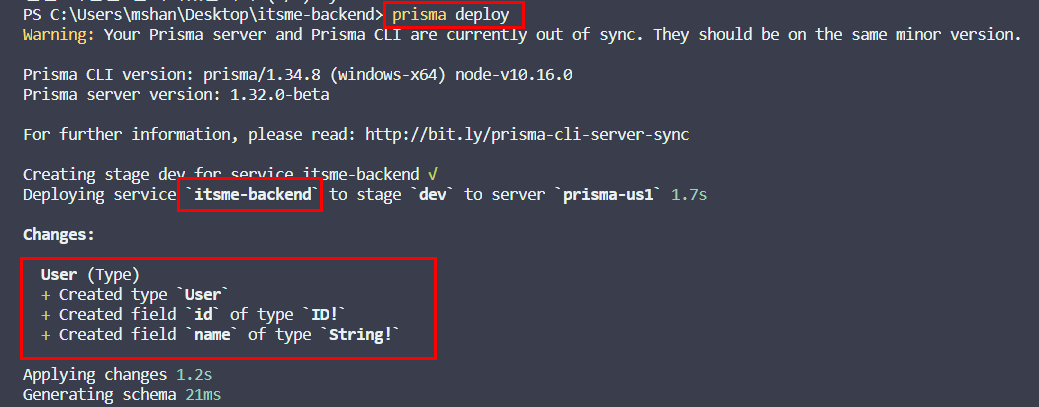 PS C:\Users\mshan\Desktop\itsme-backend> prisma deploy
Warning: Your Prisma server and Prisma CLI are currently out of sync. They should be on the same minor version.
Prisma CLI version: prisma/1.34.8 (windows-x64) node-v10.16.0
Prisma server version: 1.32.0-beta
For further information, please read: http://bit.ly/prisma-cli-server-sync
Creating stage dev for service itsme-backend √
Deploying service `itsme-backend` to stage `dev` to server `prisma-us1` 1.7s
Changes:
User (Type)
+ Created type `User`
+ Created field `id` of type `ID!`
+ Created field `name` of type `String!`
Applying changes 1.2s
Generating schema 21ms